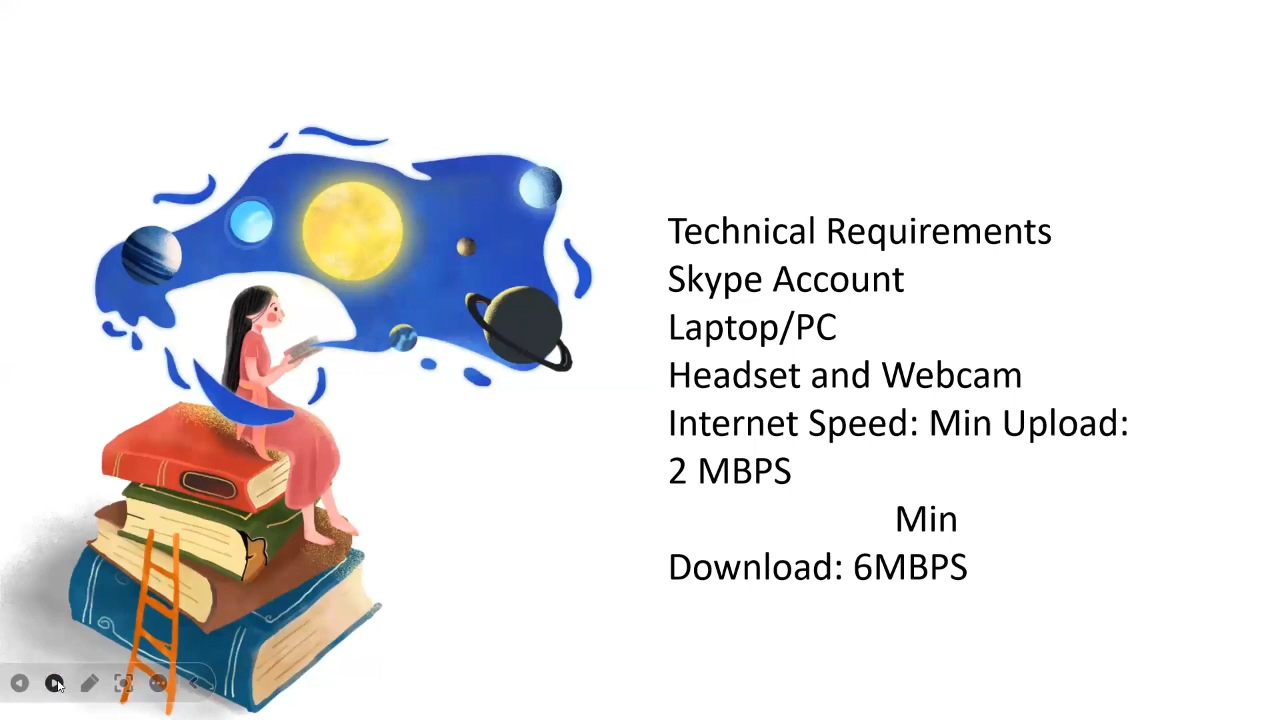 Technical Requirements
Skype Account
Laptop/PC
Headset and Webcam
Internet Speed: Min Upload:
2 MBPS
Min
Download: 6MBPS